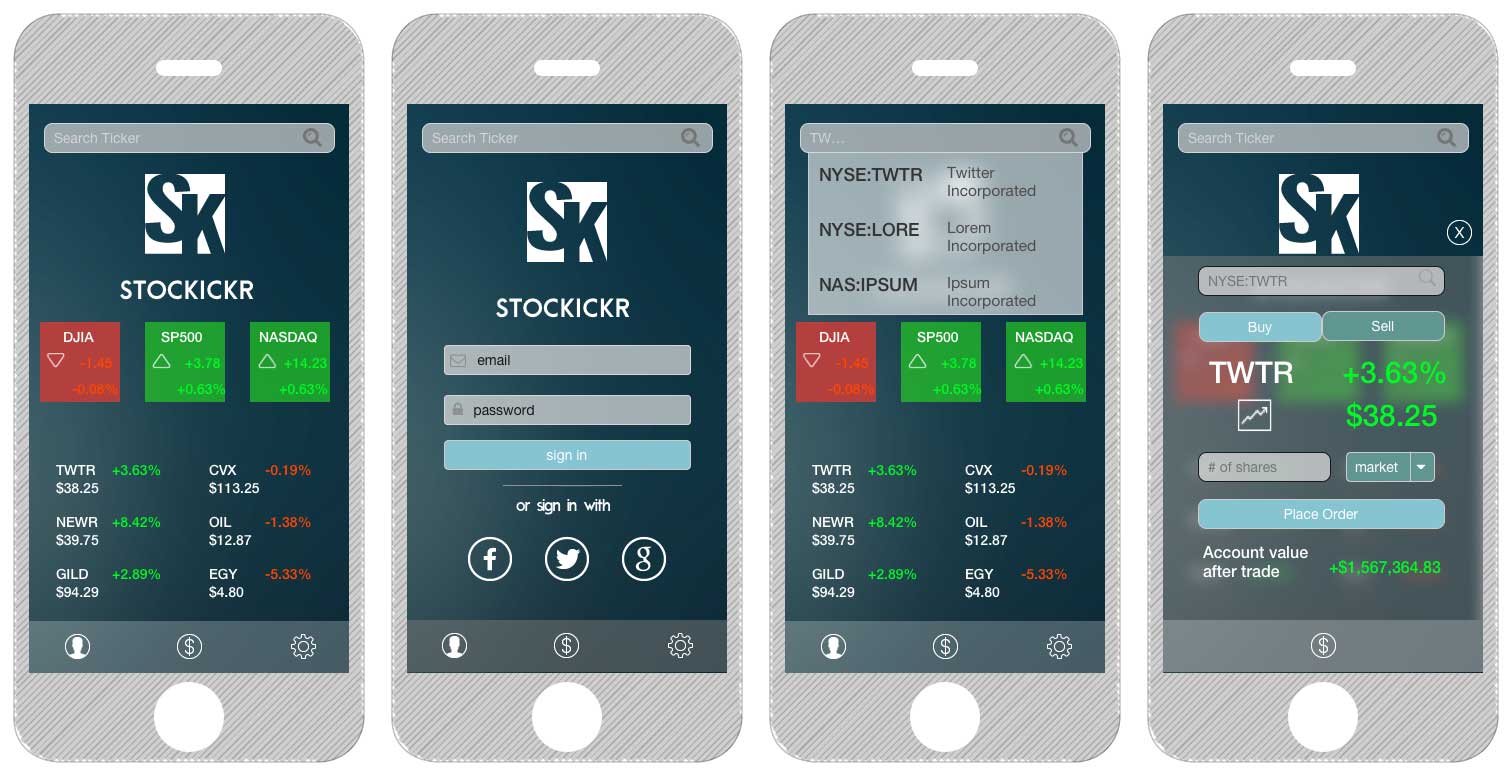 Search Ticker
SK
STOCKICKR
DJIA
-1.45
-0.08%
SP500
+3.78
+0.63%
NASDAQ
+14.23
+0.63%
TWTR +3.63%
$38.25
CVX -0.19%
$113.25
NEWR +8.42%
$39.75
OIL -1.38%
$12.87
GILD +2.89%
$94.29
EGY -5.33%
$4.80
$
Search Ticker
SK
STOCKICKR
email
password
sign in
or sign in with
f
g
$
TW...
NYSE:TWTR Twitter
Incorporated
NYSE:LORE Lorem
Incorporated
NAS:IPSUM Ipsum
Incorporated
DJIA
-1.45
-0.08%
SP500
+3.78
+0.63%
NASDAQ
+14.23
+0.63%
TWTR +3.63%
$38.25
CVX -0.19%
$113.25
NEWR +8.42%
$39.75
OIL -1.38%
$12.87
GILD +2.89%
$94.29
EGY -5.33%
$4.80
$
Search Ticker
SK
X
NYSE:TWTR
Buy Sell
TWTR +3.63%
$38.25
# of shares market
Place Order
Account value
after trade +$1,567,364.83
$